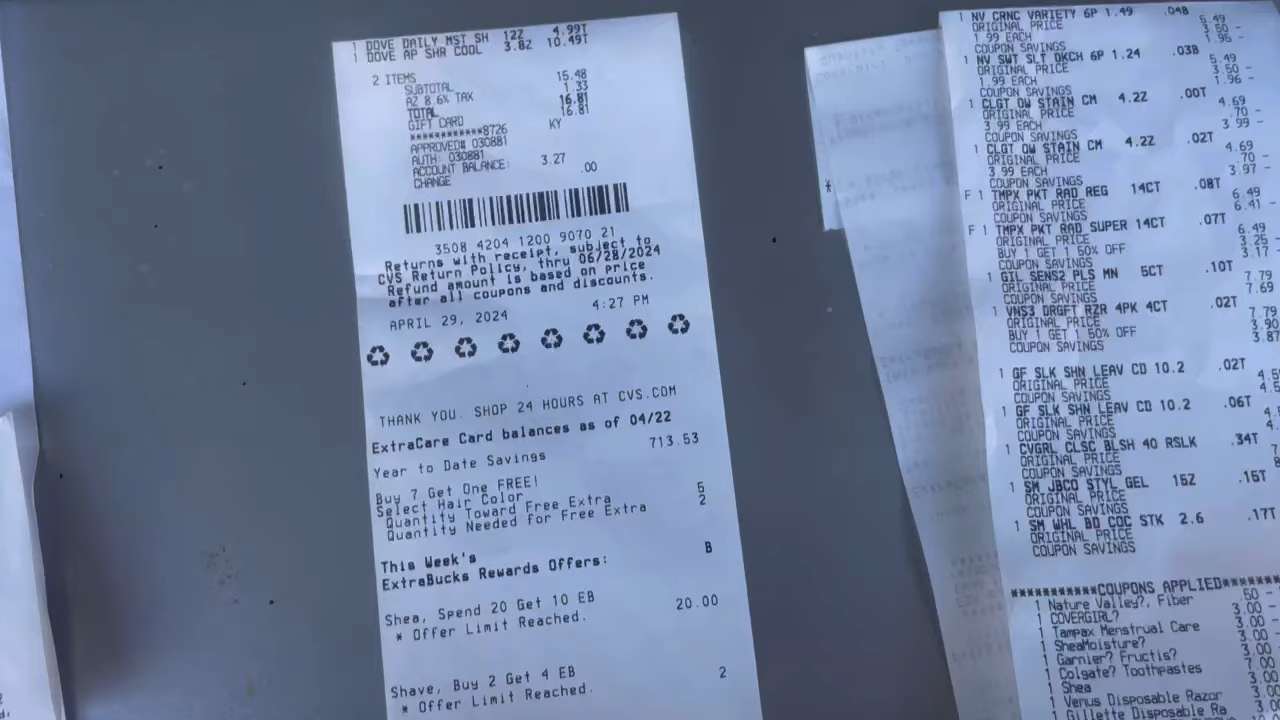 1 DOVE DAILY MST SH 12Z 4.99T
1 DOVE AP SHR COOL 3.8Z 10.49T
2 ITEMS
SUBTOTAL 15.48
AZ 8.6% TAX 1.33
TOTAL 16.81
GIFT CARD 16.81
***********8726 KY
APPROVED# 030881
AUTH: 030881
ACCOUNT BALANCE: 3.27
CHANGE .00
3508 4204 1200 9070 21
Returns with receipt, subject to
CVS Return Policy, thru 06/28/2024
Refund amount is based on price
after all coupons and discounts.
APRIL 29, 2024 4:27 PM
THANK YOU. SHOP 24 HOURS AT CVS.COM
ExtraCare Card balances as of 04/22
Year to Date Savings 713.53
Buy 7 Get One FREE!
Select Hair Color
Quantity Toward Free Extra 5
Quantity Needed for Free Extra 2
This Week's
ExtraBucks Rewards Offers: B
Shea, Spend 20 Get 10 EB 20.00
* Offer Limit Reached.
Shave, Buy 2 Get 4 EB 2
* Offer Limit Reached.
1 NV CRNC VARIETY 6P 1.49 .04B
ORIGINAL PRICE 5.49
1.99 EACH 3.50 -
COUPON SAVINGS 1.96 -
1 NV SWT SLT DKCH 6P 1.24 .03B
ORIGINAL PRICE 5.49
1.99 EACH 3.50 -
COUPON SAVINGS 1.96 -
1 CLGT OW STAIN CM 4.2Z .00T
ORIGINAL PRICE 4.69
3.99 EACH .70 -
COUPON SAVINGS 3.99 -
1 CLGT OW STAIN CM 4.2Z .02T
ORIGINAL PRICE 4.69
3.99 EACH .70 -
COUPON SAVINGS 3.97 -
F 1 TMPX PKT RAD REG 14CT .08T
ORIGINAL PRICE 6.49
COUPON SAVINGS 6.41 -
F 1 TMPX PKT RAD SUPER 14CT .07T
ORIGINAL PRICE 6.49
BUY 1 GET 1 50% OFF 3.25 -
COUPON SAVINGS 3.17 -
1 GIL SENS2 PLS MN 5CT .10T
ORIGINAL PRICE 7.79
COUPON SAVINGS 7.69
1 VNS3 DRGFT RZR 4PK 4CT .02T
ORIGINAL PRICE 7.79
BUY 1 GET 1 50% OFF 3.90
COUPON SAVINGS 3.87
1 GF SLK SHN LEAV CD 10.2 .02T
ORIGINAL PRICE
COUPON SAVINGS
1 GF SLK SHN LEAV CD 10.2 .06T
ORIGINAL PRICE
COUPON SAVINGS
1 CVGRL CLSC BLSH 40 RSLK .34T
ORIGINAL PRICE
COUPON SAVINGS
1 SM JBCO STYL GEL 15Z .15T
ORIGINAL PRICE
COUPON SAVINGS
1 SM WHL BD COC STK 2.6 .17T
ORIGINAL PRICE
COUPON SAVINGS
***********COUPONS APPLIED*******
1 Nature Valley?, Fiber .50 -
1 COVERGIRL? 3.00 -
1 Tampax Menstrual Care 3.00 -
1 SheaMoisture? 3.00 -
1 Garnier? Fructis? 3.00 -
1 Colgate? Toothpastes 7.00
1 Shea 3.00
1 Venus Disposable Razor
1 Gillette Disposable Ra